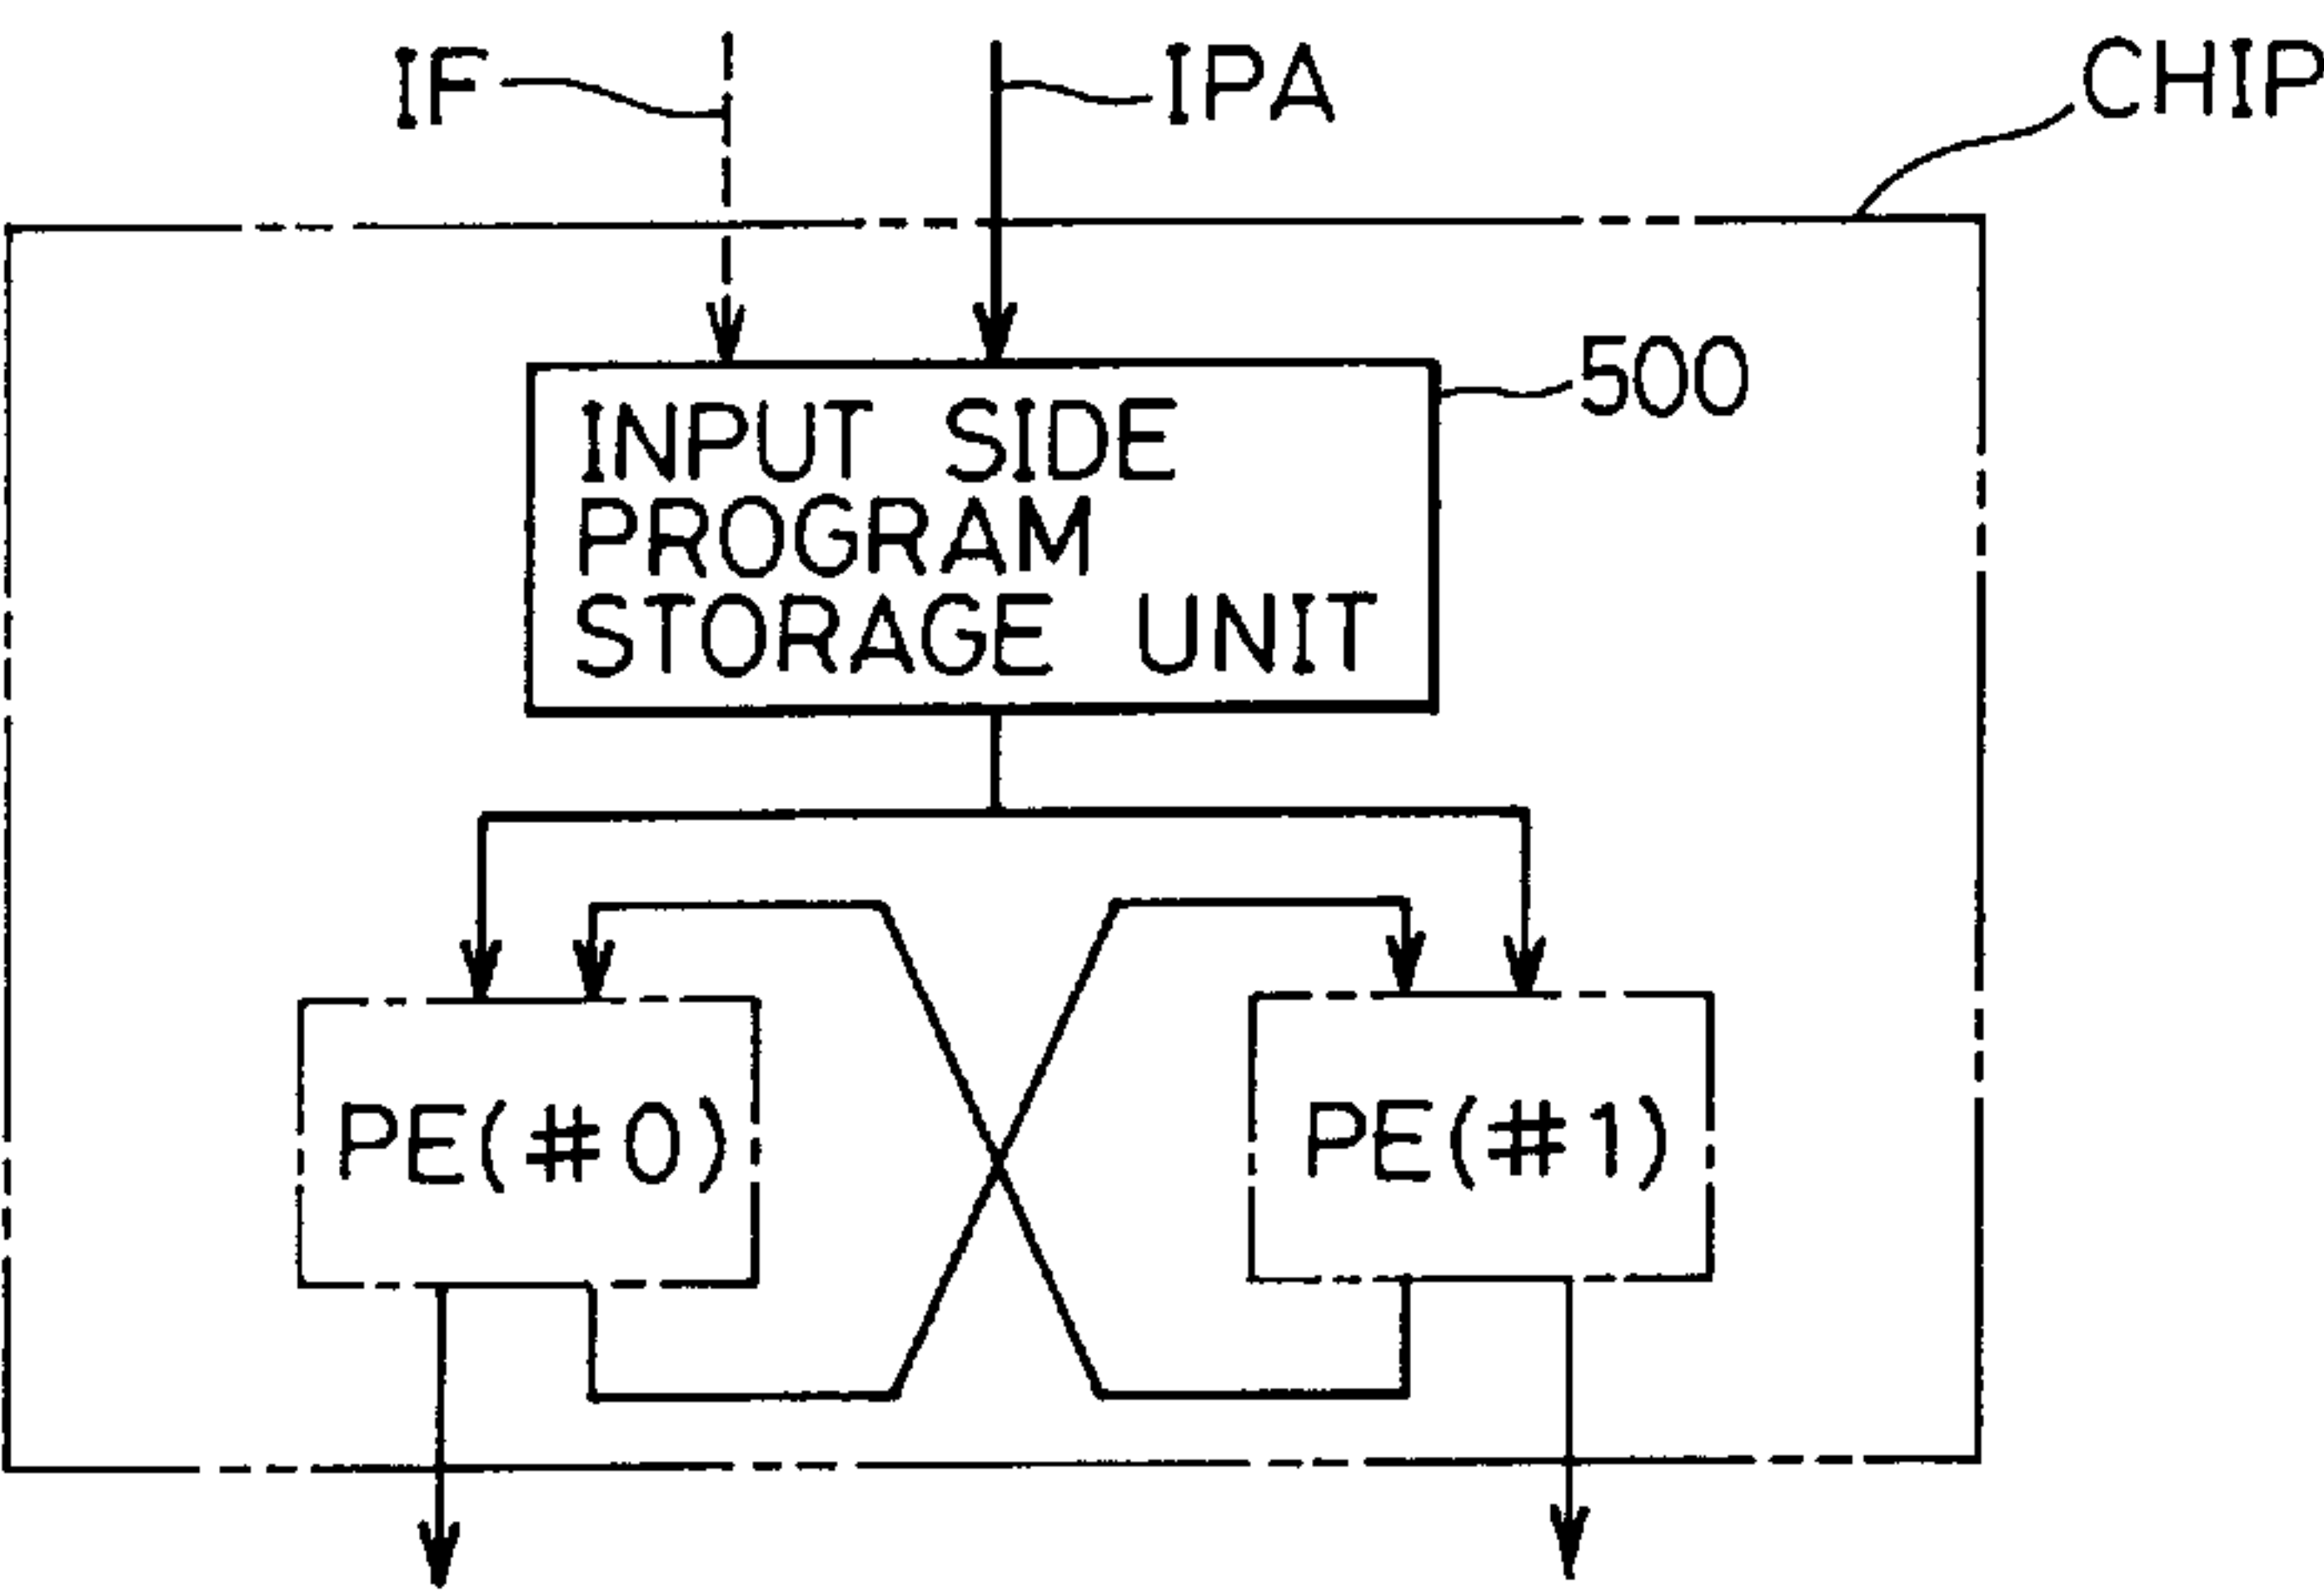 IF
IPA
CHIP
500
INPUT SIDE
PROGRAM
STORAGE UNIT
PE(#0)
PE(#1)